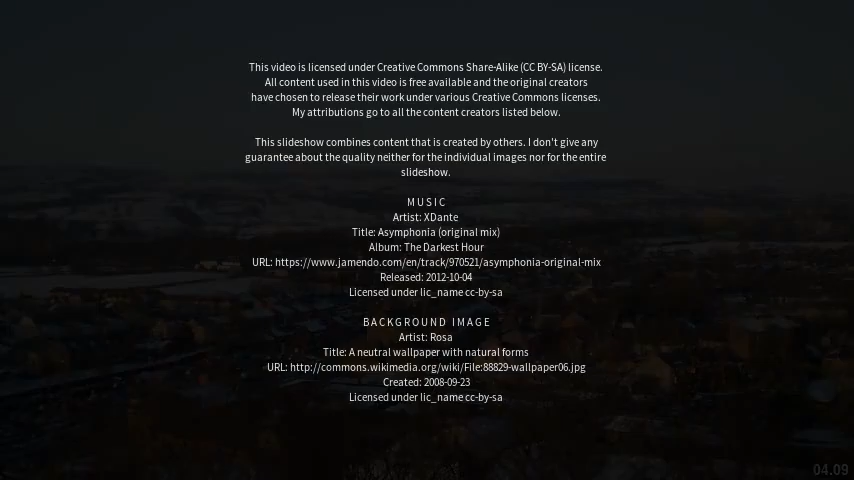 This video is licensed under Creative Commons Share-Alike (CC BY-SA) license.
All content used in this video is free available and the original creators
have chosen to release their work under various Creative Commons licenses.
My attributions go to all the content creators listed below.
This slideshow combines content that is created by others. I don't give any
guarantee about the quality neither for the individual images nor for the entire
slideshow.
MUSIC
Artist: XDante
Title: Asymphonia (original mix)
Album: The Darkest Hour
URL: https://www.jamendo.com/en/track/970521/asymphonia-original-mix
Released: 2012-10-04
Licensed under lic_name cc-by-sa
BACKGROUND IMAGE
Artist: Rosa
Title: A neutral wallpaper with natural forms
URL: http://commons.wikimedia.org/wiki/File:88829-wallpaper06.jpg
Created: 2008-09-23
Licensed under lic_name cc-by-sa
04.09